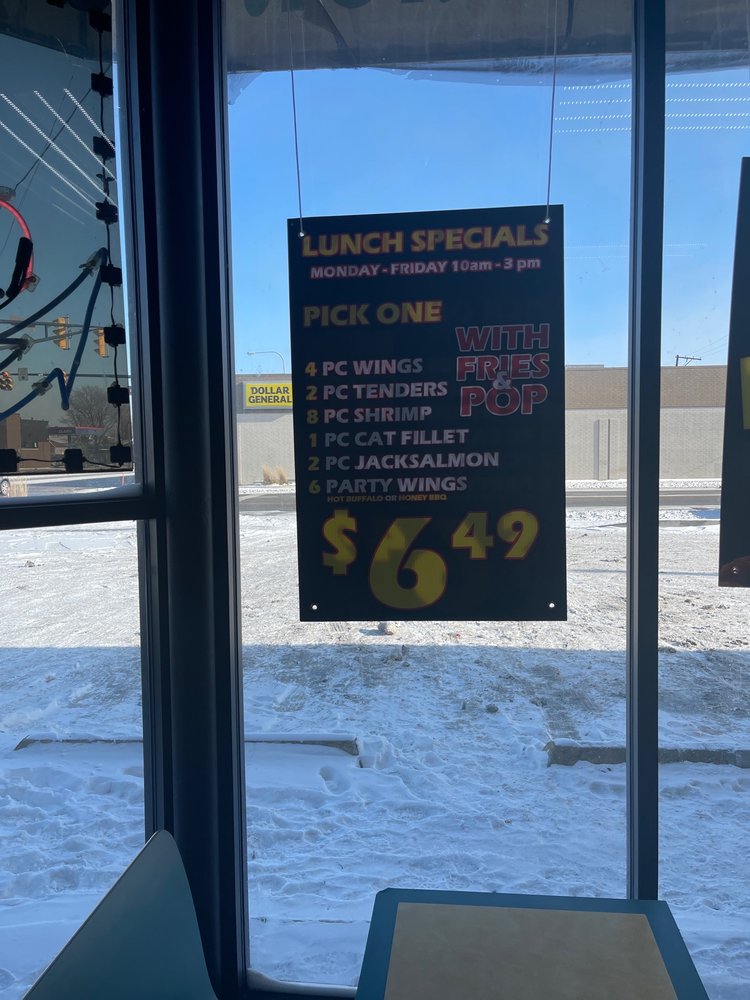 LUNCH SPECIALS
MONDAY - FRIDAY 10am - 3 pm
PICK ONE
WITH
FRIES
&
POP
4 PC WINGS
2 PC TENDERS
8 PC SHRIMP
1 PC CAT FILLET
2 PC JACKSALMON
6 PARTY WINGS
HOT BUFFALO OR HONEY BBQ
$6.49
DOLLAR
GENERAL